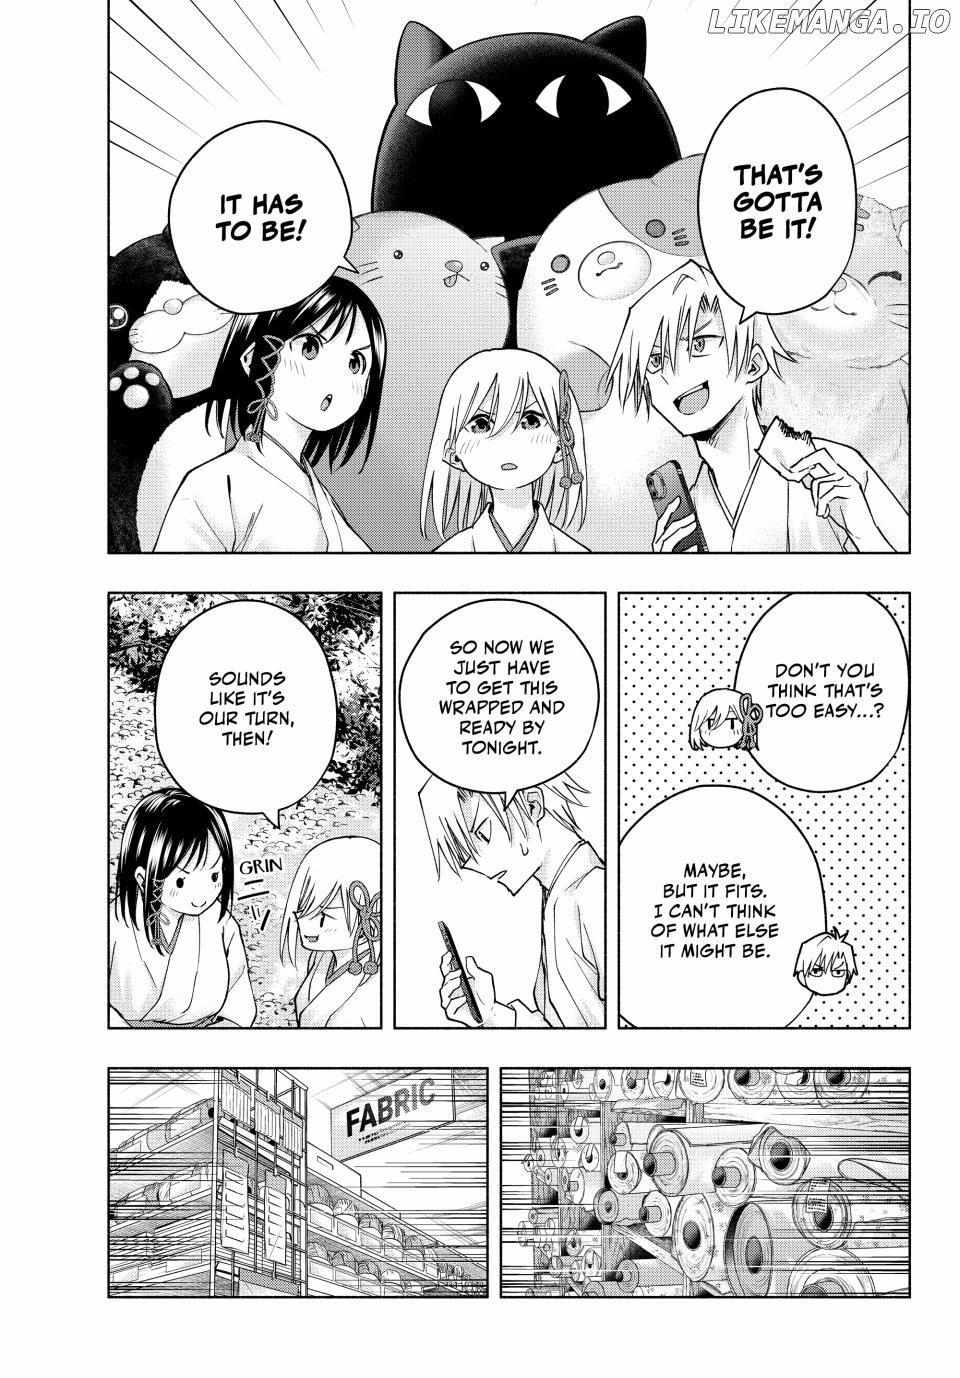 LIKEMANGA.IO
THAT'S
GOTTA
BE IT!
IT HAS
TO BE!
DON'T YOU
THINK THAT'S
TOO EASY...?
MAYBE,
BUT IT FITS.
I CAN'T THINK
OF WHAT ELSE
IT MIGHT BE.
SO NOW WE
JUST HAVE
TO GET THIS
WRAPPED AND
READY BY
TONIGHT.
SOUNDS
LIKE IT'S
OUR TURN,
THEN!
GRIN
FABRIC